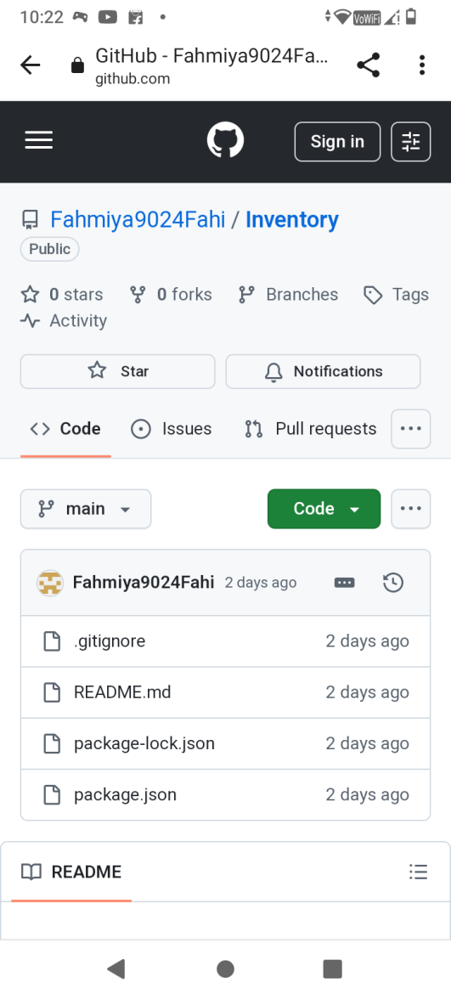 10:22
VoWiFi
GitHub - Fahmiya9024Fa...
github.com
Sign in
Fahmiya9024Fahi / Inventory
Public
0 stars 0 forks Branches Tags
Activity
Star Notifications
Code Issues Pull requests
main Code
Fahmiya9024Fahi 2 days ago
.gitignore 2 days ago
README.md 2 days ago
package-lock.json 2 days ago
package.json 2 days ago
README